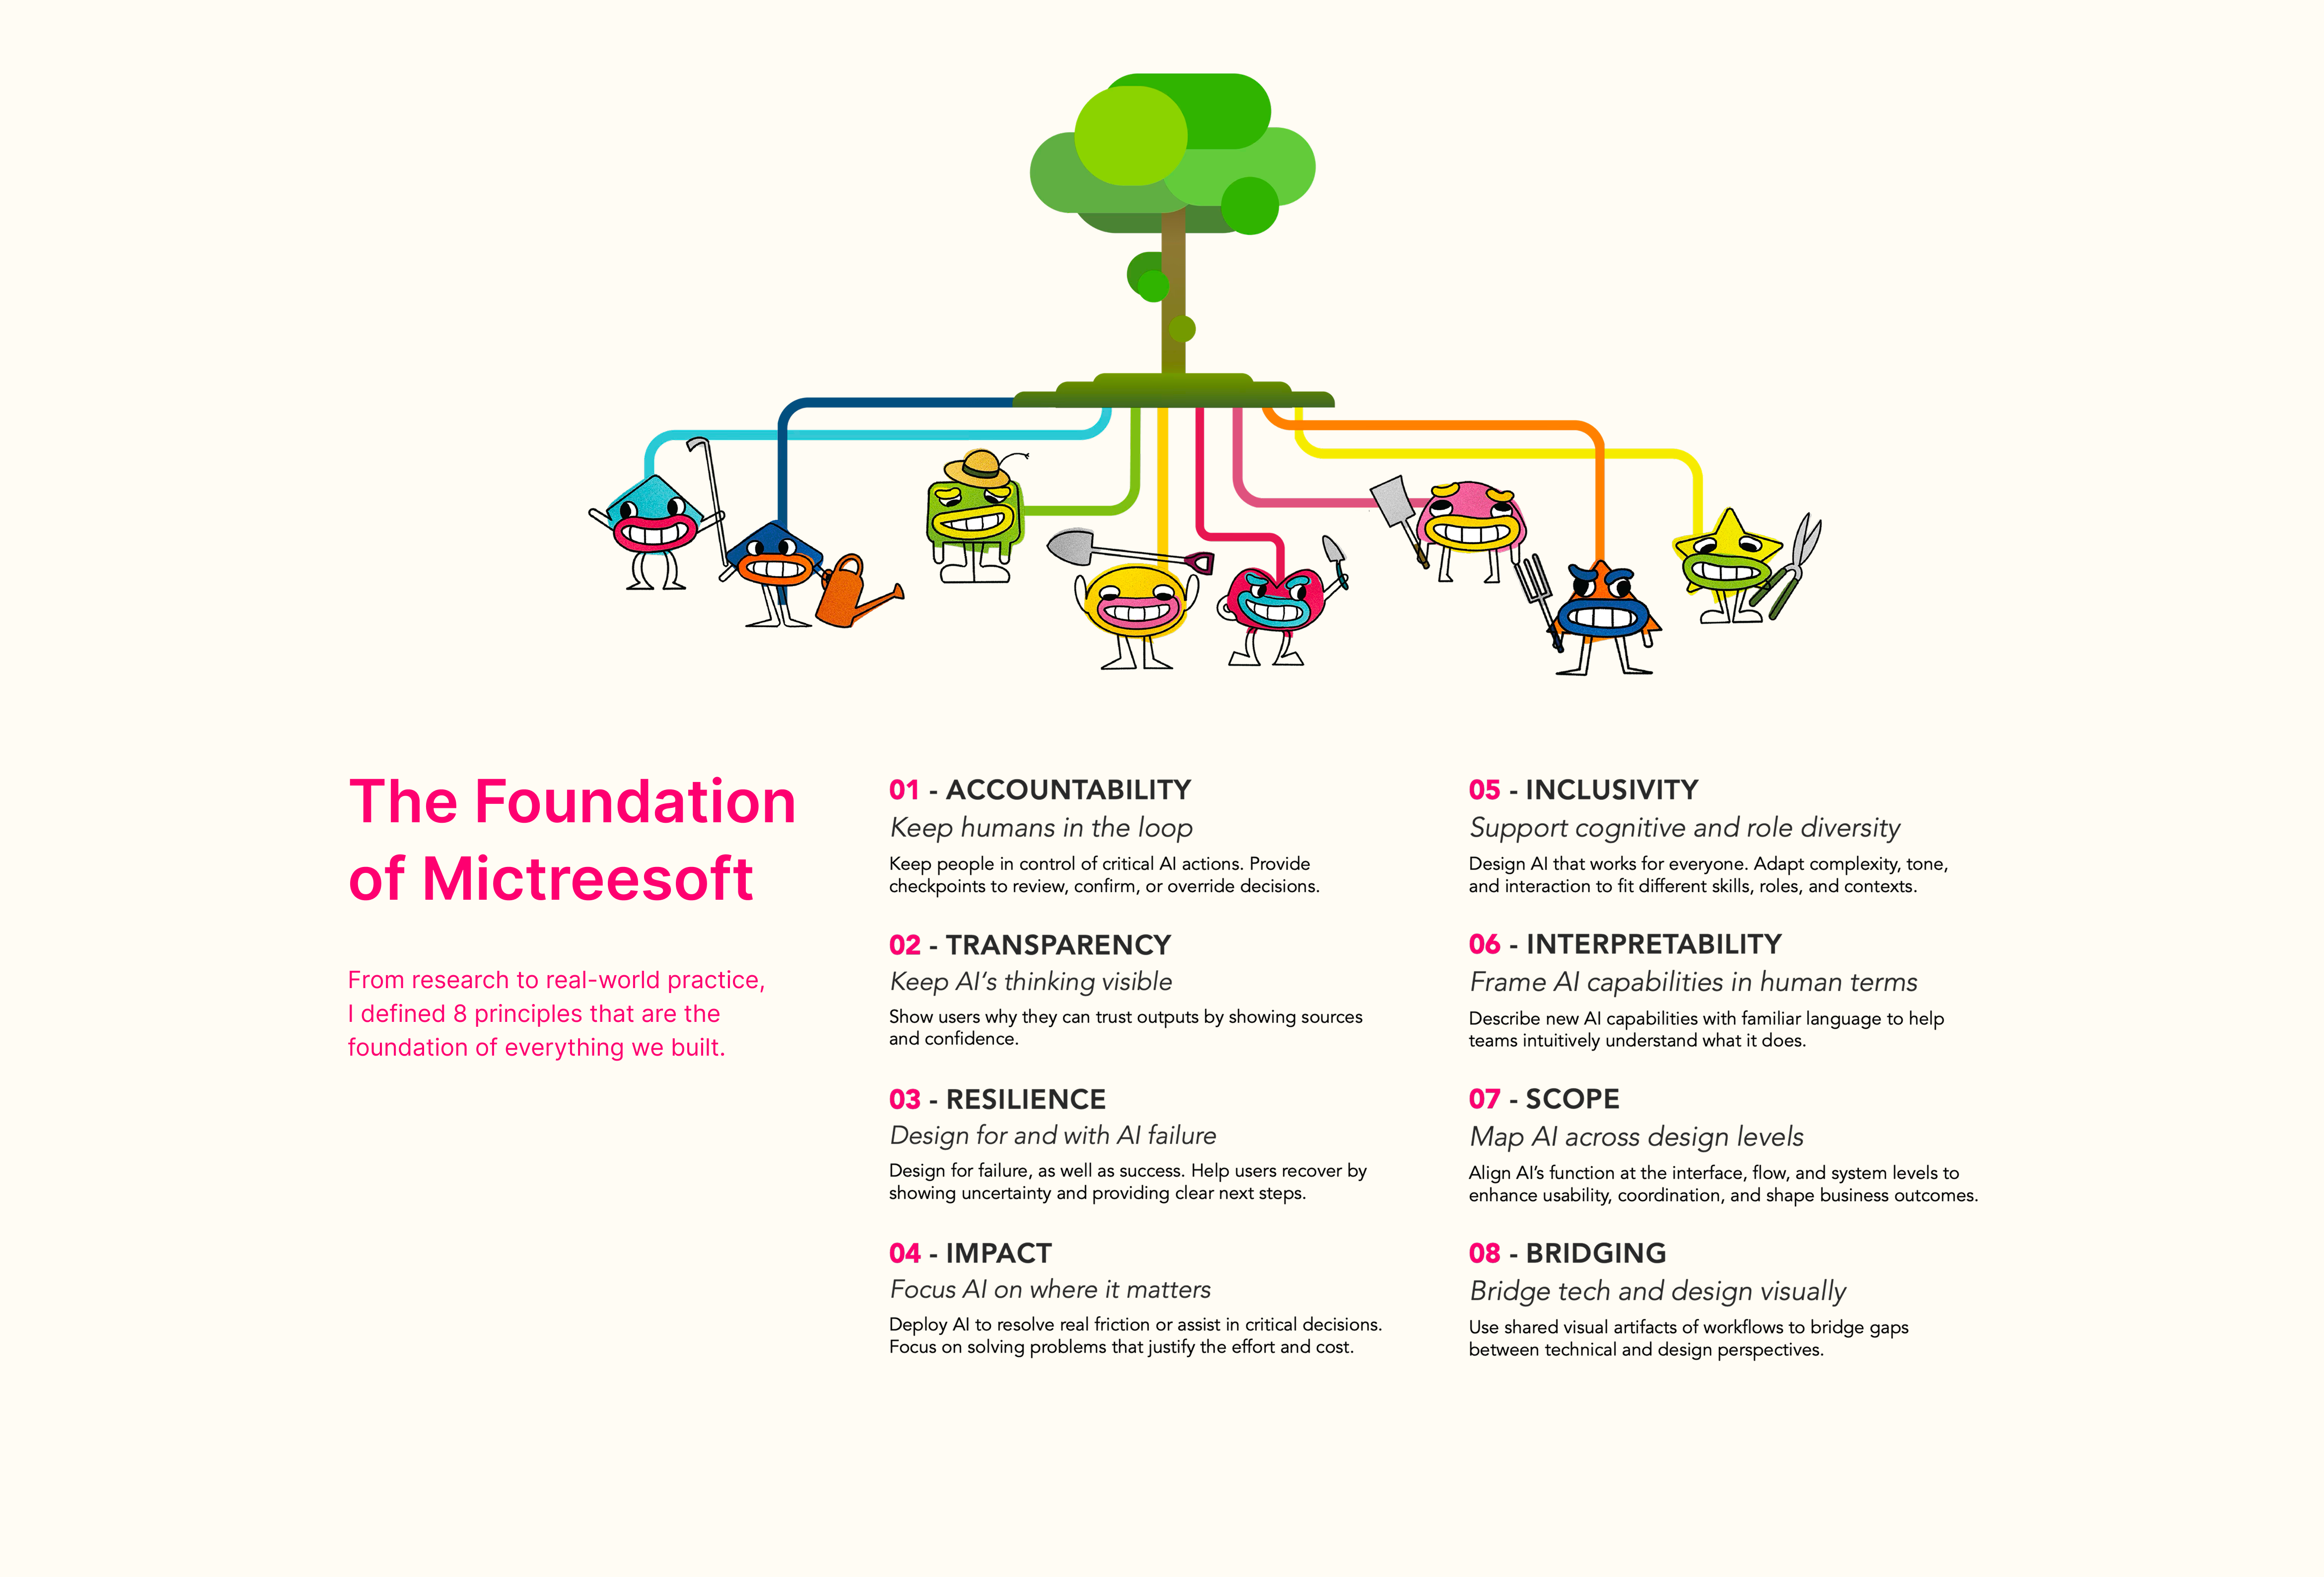 The Foundation
of Mictreesoft
From research to real-world practice,
I defined 8 principles that are the
foundation of everything we built.
01 - ACCOUNTABILITY
Keep humans in the loop
Keep people in control of critical AI actions. Provide
checkpoints to review, confirm, or override decisions.
02 - TRANSPARENCY
Keep AI’s thinking visible
Show users why they can trust outputs by showing sources
and confidence.
03 - RESILIENCE
Design for and with AI failure
Design for failure, as well as success. Help users recover by
showing uncertainty and providing clear next steps.
04 - IMPACT
Focus AI on where it matters
Deploy AI to resolve real friction or assist in critical decisions.
Focus on solving problems that justify the effort and cost.
05 - INCLUSIVITY
Support cognitive and role diversity
Design AI that works for everyone. Adapt complexity, tone,
and interaction to fit different skills, roles, and contexts.
06 - INTERPRETABILITY
Frame AI capabilities in human terms
Describe new AI capabilities with familiar language to help
teams intuitively understand what it does.
07 - SCOPE
Map AI across design levels
Align AI’s function at the interface, flow, and system levels to
enhance usability, coordination, and shape business outcomes.
08 - BRIDGING
Bridge tech and design visually
Use shared visual artifacts of workflows to bridge gaps
between technical and design perspectives.